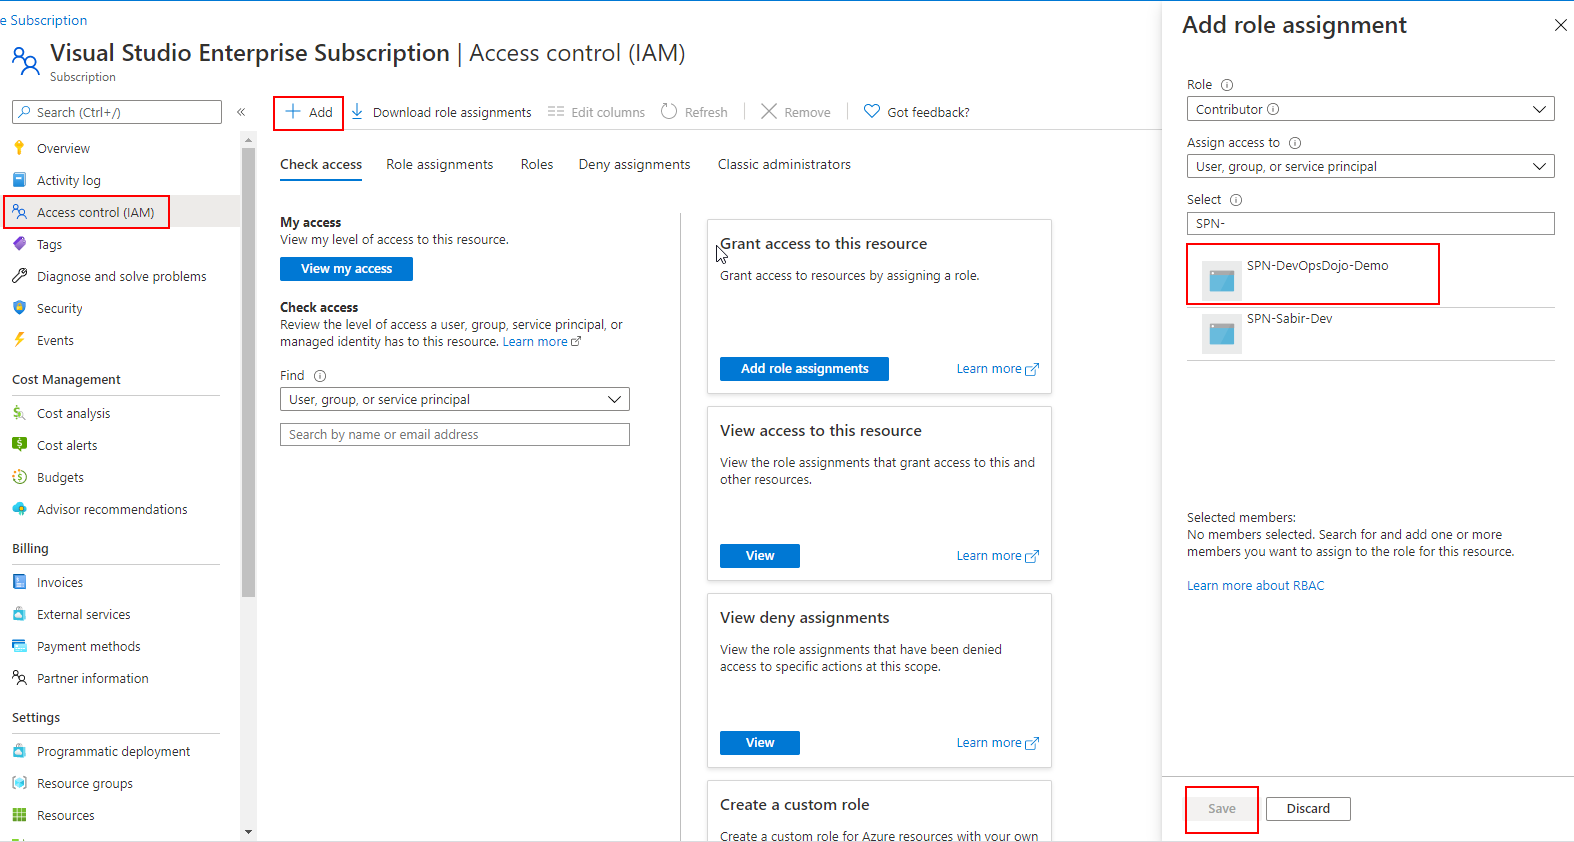 e Subscription
Visual Studio Enterprise Subscription | Access control (IAM)
Subscription
Search (Ctrl+/)
«
Overview
Activity log
Access control (IAM)
Tags
Diagnose and solve problems
Security
Events
Cost Management
Cost analysis
Cost alerts
Budgets
Advisor recommendations
Billing
Invoices
External services
Payment methods
Partner information
Settings
Programmatic deployment
Resource groups
Resources
Add
Download role assignments
Edit columns
Refresh
Remove
Got feedback?
Check access
Role assignments
Roles
Deny assignments
Classic administrators
My access
View my level of access to this resource.
View my access
Check access
Review the level of access a user, group, service principal, or
managed identity has to this resource. Learn more
Find
User, group, or service principal
Search by name or email address
Grant access to this resource
Grant access to resources by assigning a role.
Add role assignments
Learn more
View access to this resource
View the role assignments that grant access to this and
other resources.
View
Learn more
View deny assignments
View the role assignments that have been denied
access to specific actions at this scope.
View
Learn more
Create a custom role
Create a custom role for Azure resources with your own
Add role assignment
Role
Contributor
Assign access to
User, group, or service principal
Select
SPN-
SPN-DevOpsDojo-Demo
SPN-Sabir-Dev
Selected members:
No members selected. Search for and add one or more
members you want to assign to the role for this resource.
Learn more about RBAC
Save
Discard